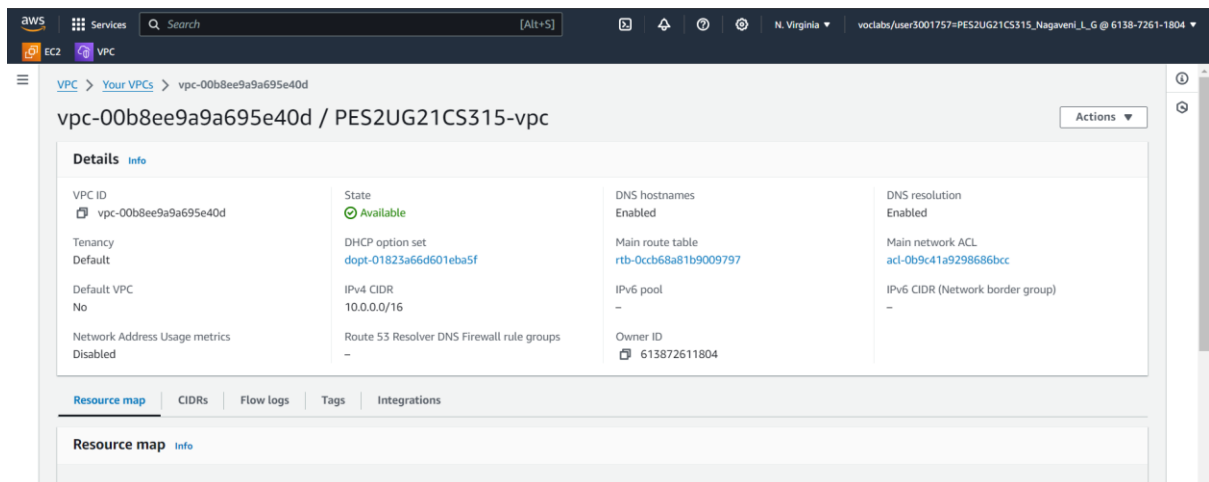 aws Services Search [Alt+S] N. Virginia voclabs/user3001757=PES2UG21CS315_Nagaveni_L_G @ 6138-7261-1804
EC2 VPC
VPC > Your VPCs > vpc-00b8ee9a9a695e40d
vpc-00b8ee9a9a695e40d / PES2UG21CS315-vpc Actions
Details Info
VPC ID State DNS hostnames DNS resolution
vpc-00b8ee9a9a695e40d Available Enabled Enabled
Tenancy DHCP option set Main route table Main network ACL
Default dopt-01823a66d601eba5f rtb-0ccb68a81b9009797 acl-0b9c41a9298686bcc
Default VPC IPv4 CIDR IPv6 pool IPv6 CIDR (Network border group)
No 10.0.0.0/16 – –
Network Address Usage metrics Route 53 Resolver DNS Firewall rule groups Owner ID
Disabled – 613872611804
Resource map CIDRs Flow logs Tags Integrations
Resource map Info